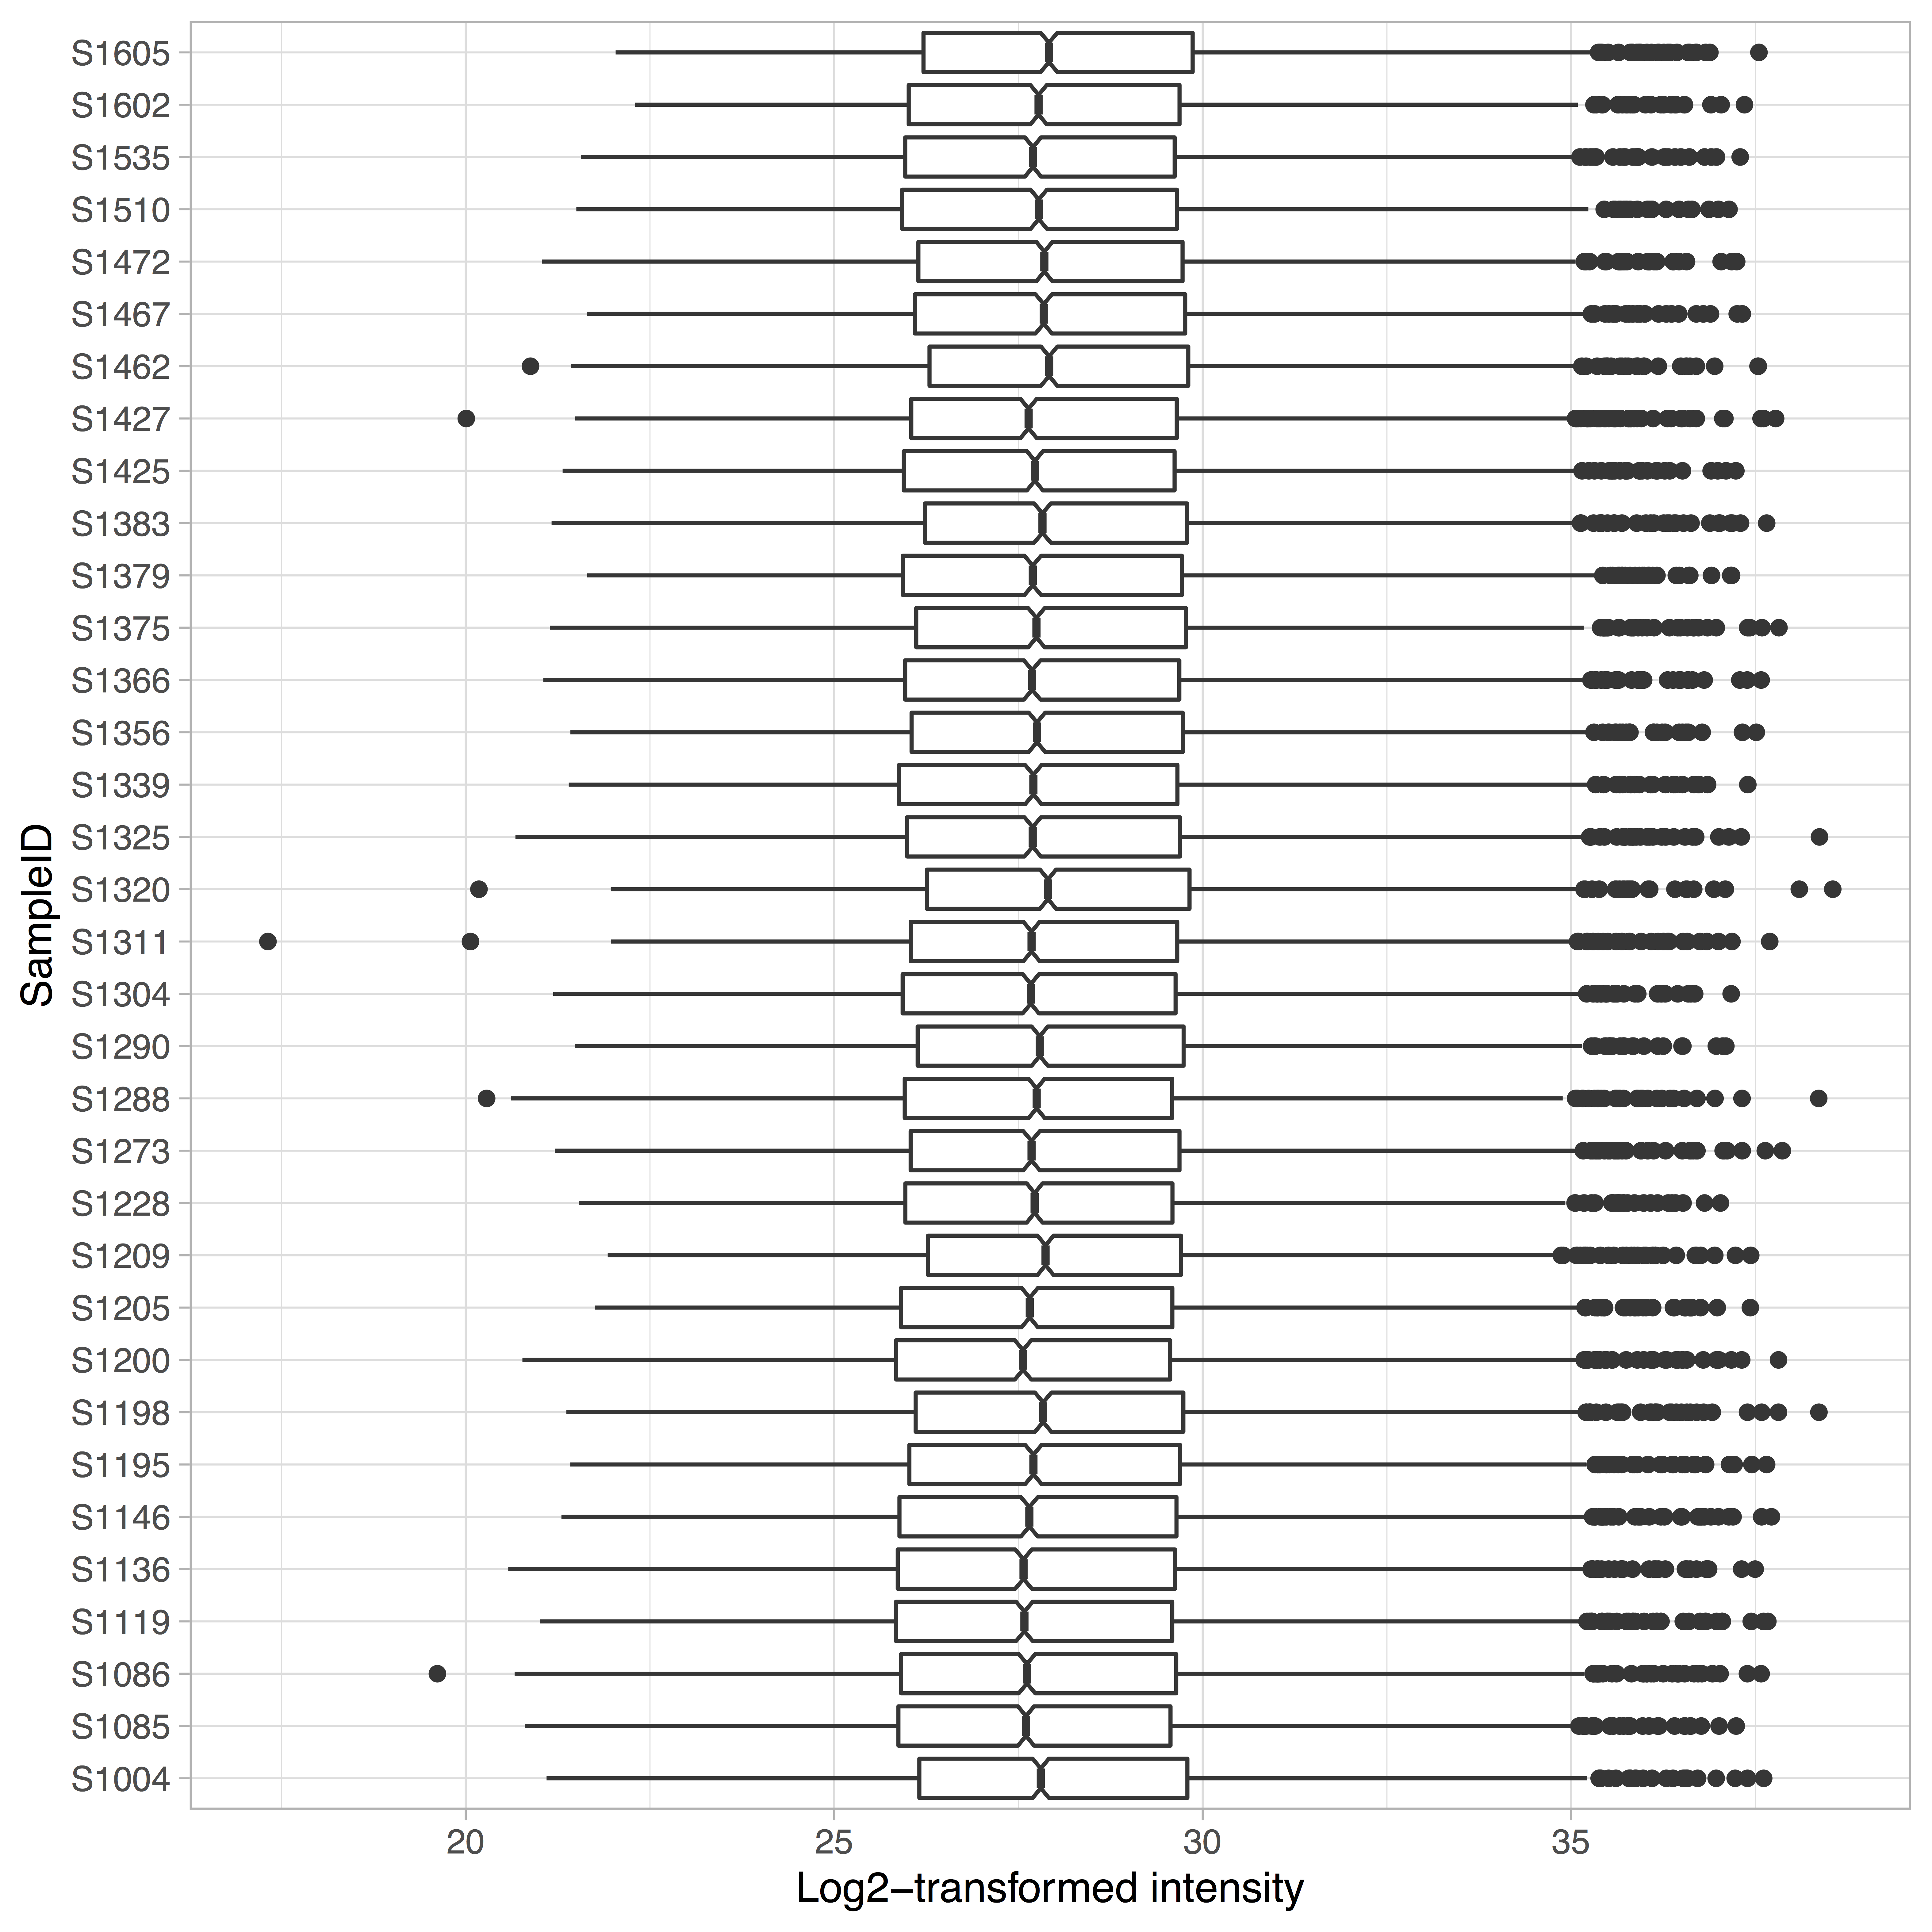 SampleID
S1605
S1602
S1535
S1510
S1472
S1467
S1462
S1427
S1425
S1383
S1379
S1375
S1366
S1356
S1339
S1325
S1320
S1311
S1304
S1290
S1288
S1273
S1228
S1209
S1205
S1200
S1198
S1195
S1146
S1136
S1119
S1086
S1085
S1004
20 25 30 35
Log2−transformed intensity